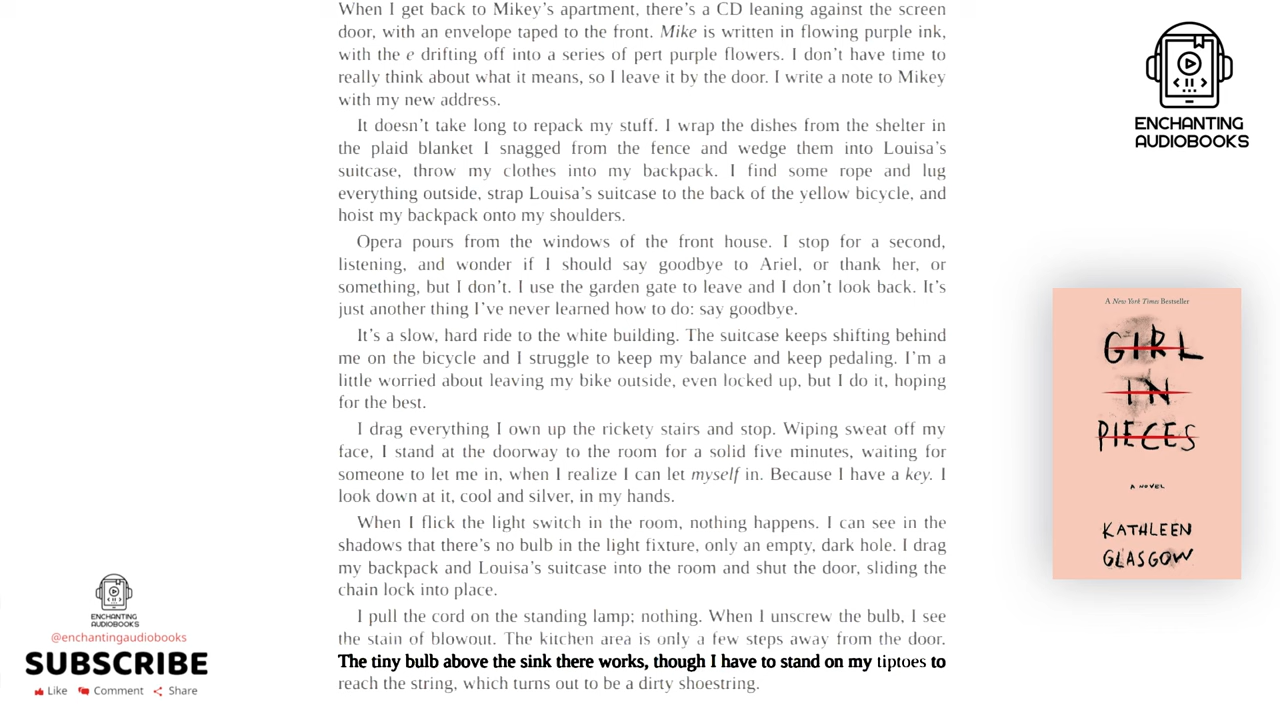 When I get back to Mikey’s apartment, there’s a CD leaning against the screen
door, with an envelope taped to the front. Mike is written in flowing purple ink,
with the e drifting off into a series of pert purple flowers. I don’t have time to
really think about what it means, so I leave it by the door. I write a note to Mikey
with my new address.
It doesn’t take long to repack my stuff. I wrap the dishes from the shelter in
the plaid blanket I snagged from the fence and wedge them into Louisa’s
suitcase, throw my clothes into my backpack. I find some rope and lug
everything outside, strap Louisa’s suitcase to the back of the yellow bicycle, and
hoist my backpack onto my shoulders.
Opera pours from the windows of the front house. I stop for a second,
listening, and wonder if I should say goodbye to Ariel, or thank her, or
something, but I don’t. I use the garden gate to leave and I don’t look back. It’s
just another thing I’ve never learned how to do: say goodbye.
It’s a slow, hard ride to the white building. The suitcase keeps shifting behind
me on the bicycle and I struggle to keep my balance and keep pedaling. I’m a
little worried about leaving my bike outside, even locked up, but I do it, hoping
for the best.
I drag everything I own up the rickety stairs and stop. Wiping sweat off my
face, I stand at the doorway to the room for a solid five minutes, waiting for
someone to let me in, when I realize I can let myself in. Because I have a key. I
look down at it, cool and silver, in my hands.
When I flick the light switch in the room, nothing happens. I can see in the
shadows that there’s no bulb in the light fixture, only an empty, dark hole. I drag
my backpack and Louisa’s suitcase into the room and shut the door, sliding the
chain lock into place.
I pull the cord on the standing lamp; nothing. When I unscrew the bulb, I see
the stain of blowout. The kitchen area is only a few steps away from the door.
The tiny bulb above the sink there works, though I have to stand on my tiptoes to
reach the string, which turns out to be a dirty shoestring.
ENCHANTING
AUDIOBOOKS
A New York Times Bestseller
GIRL
IN
PIECES
A NOVEL
KATHLEEN
GLASGOW
ENCHANTING
AUDIOBOOKS
@enchantingaudiobooks
SUBSCRIBE
Like Comment Share